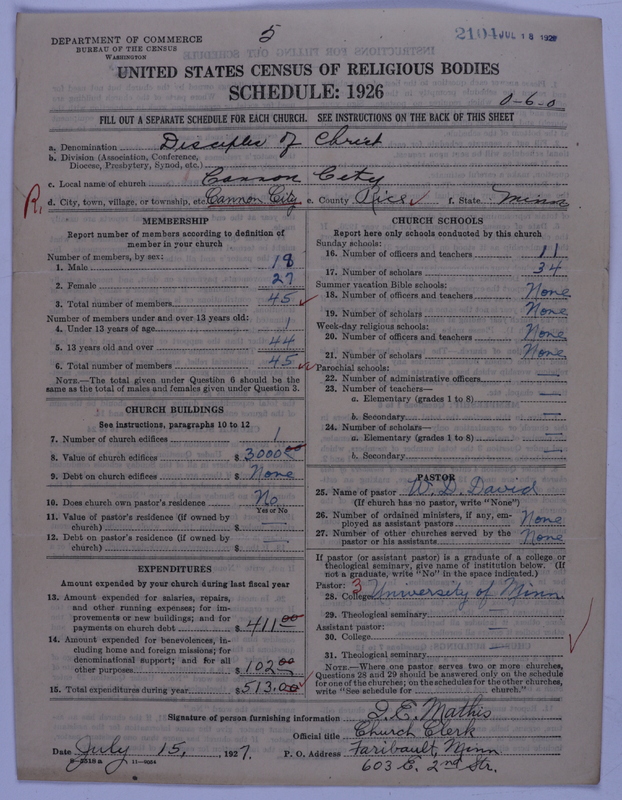 5
2104 JUL 18 1927
DEPARTMENT OF COMMERCE
BUREAU OF THE CENSUS
WASHINGTON
UNITED STATES CENSUS OF RELIGIOUS BODIES
SCHEDULE: 1926
0-6-0
FILL OUT A SEPARATE SCHEDULE FOR EACH CHURCH. SEE INSTRUCTIONS ON THE BACK OF THIS SHEET
a. Denomination Disciples of Christ
b. Division (Association, Conference,
Diocese, Presbytery, Synod, etc.)
c. Local name of church Cannon City
R. d. City, town, village, or township, etc. Cannon City e. County Rice f. State Minn
MEMBERSHIP
Report number of members according to definition of
member in your church
Number of members, by sex:
1. Male 18
2. Female 27
3. Total number of members 45
Number of members under and over 13 years old:
4. Under 13 years of age 1
5. 13 years old and over 44
6. Total number of members 45
NOTE.—The total given under Question 6 should be
same as the total of males and females given under Question 3.
CHURCH BUILDINGS
See instructions, paragraphs 10 to 12
7. Number of church edifices 1
8. Value of church edifices $ 3000 00
9. Debt on church edifices $ None
10. Does church own pastor's residence No
Yes or No
11. Value of pastor's residence (if owned by
church) $ —
12. Debt on pastor's residence (if owned by
church) $ —
EXPENDITURES
Amount expended by your church during last fiscal year
13. Amount expended for salaries, repairs,
and other running expenses; for im-
provements or new buildings; and for
payments on church debt $ 411 00
14. Amount expended for benevolences, in-
cluding home and foreign missions; for
denominational support; and for all
other purposes $ 102 00
15. Total expenditures during year $ 513.00
CHURCH SCHOOLS
Report here only schools conducted by this church
Sunday schools:
16. Number of officers and teachers 11
17. Number of scholars 34
Summer vacation Bible schools:
18. Number of officers and teachers None
19. Number of scholars None
Week-day religious schools:
20. Number of officers and teachers None
21. Number of scholars None
Parochial schools:
22. Number of administrative officers —
23. Number of teachers—
a. Elementary (grades 1 to 8) —
b. Secondary —
24. Number of scholars—
a. Elementary (grades 1 to 8) —
b. Secondary —
PASTOR
25. Name of pastor W. D. David
(If church has no pastor, write "None")
26. Number of ordained ministers, if any, em-
ployed as assistant pastors None
27. Number of other churches served by the
pastor or his assistants None
If pastor (or assistant pastor) is a graduate of a college or
theological seminary, give name of institution below. (If
not a graduate, write "No" in the space indicated.)
Pastor:
28. College 3 University of Minn
29. Theological seminary —
Assistant pastor:
30. College —
31. Theological seminary —
NOTE.—Where one pastor serves two or more churches,
Questions 28 and 29 should be answered only on the schedule
for one of the churches; on the schedules for the other churches,
write "See schedule for church."
Signature of person furnishing information I. E. Mathis
Official title Church Clerk
Date July 15, 1927. P. O. Address Faribault, Minn.
603 E. 2nd Str.
11—9064